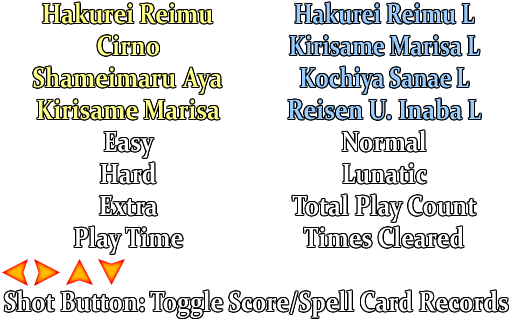 Hakurei Reimu Hakurei Reimu L
Cirno Kirisame Marisa L
Shameimaru Aya Kochiya Sanae L
Kirisame Marisa Reisen U. Inaba L
Easy Normal
Hard Lunatic
Extra Total Play Count
Play Time Times Cleared
Shot Button: Toggle Score/Spell Card Records